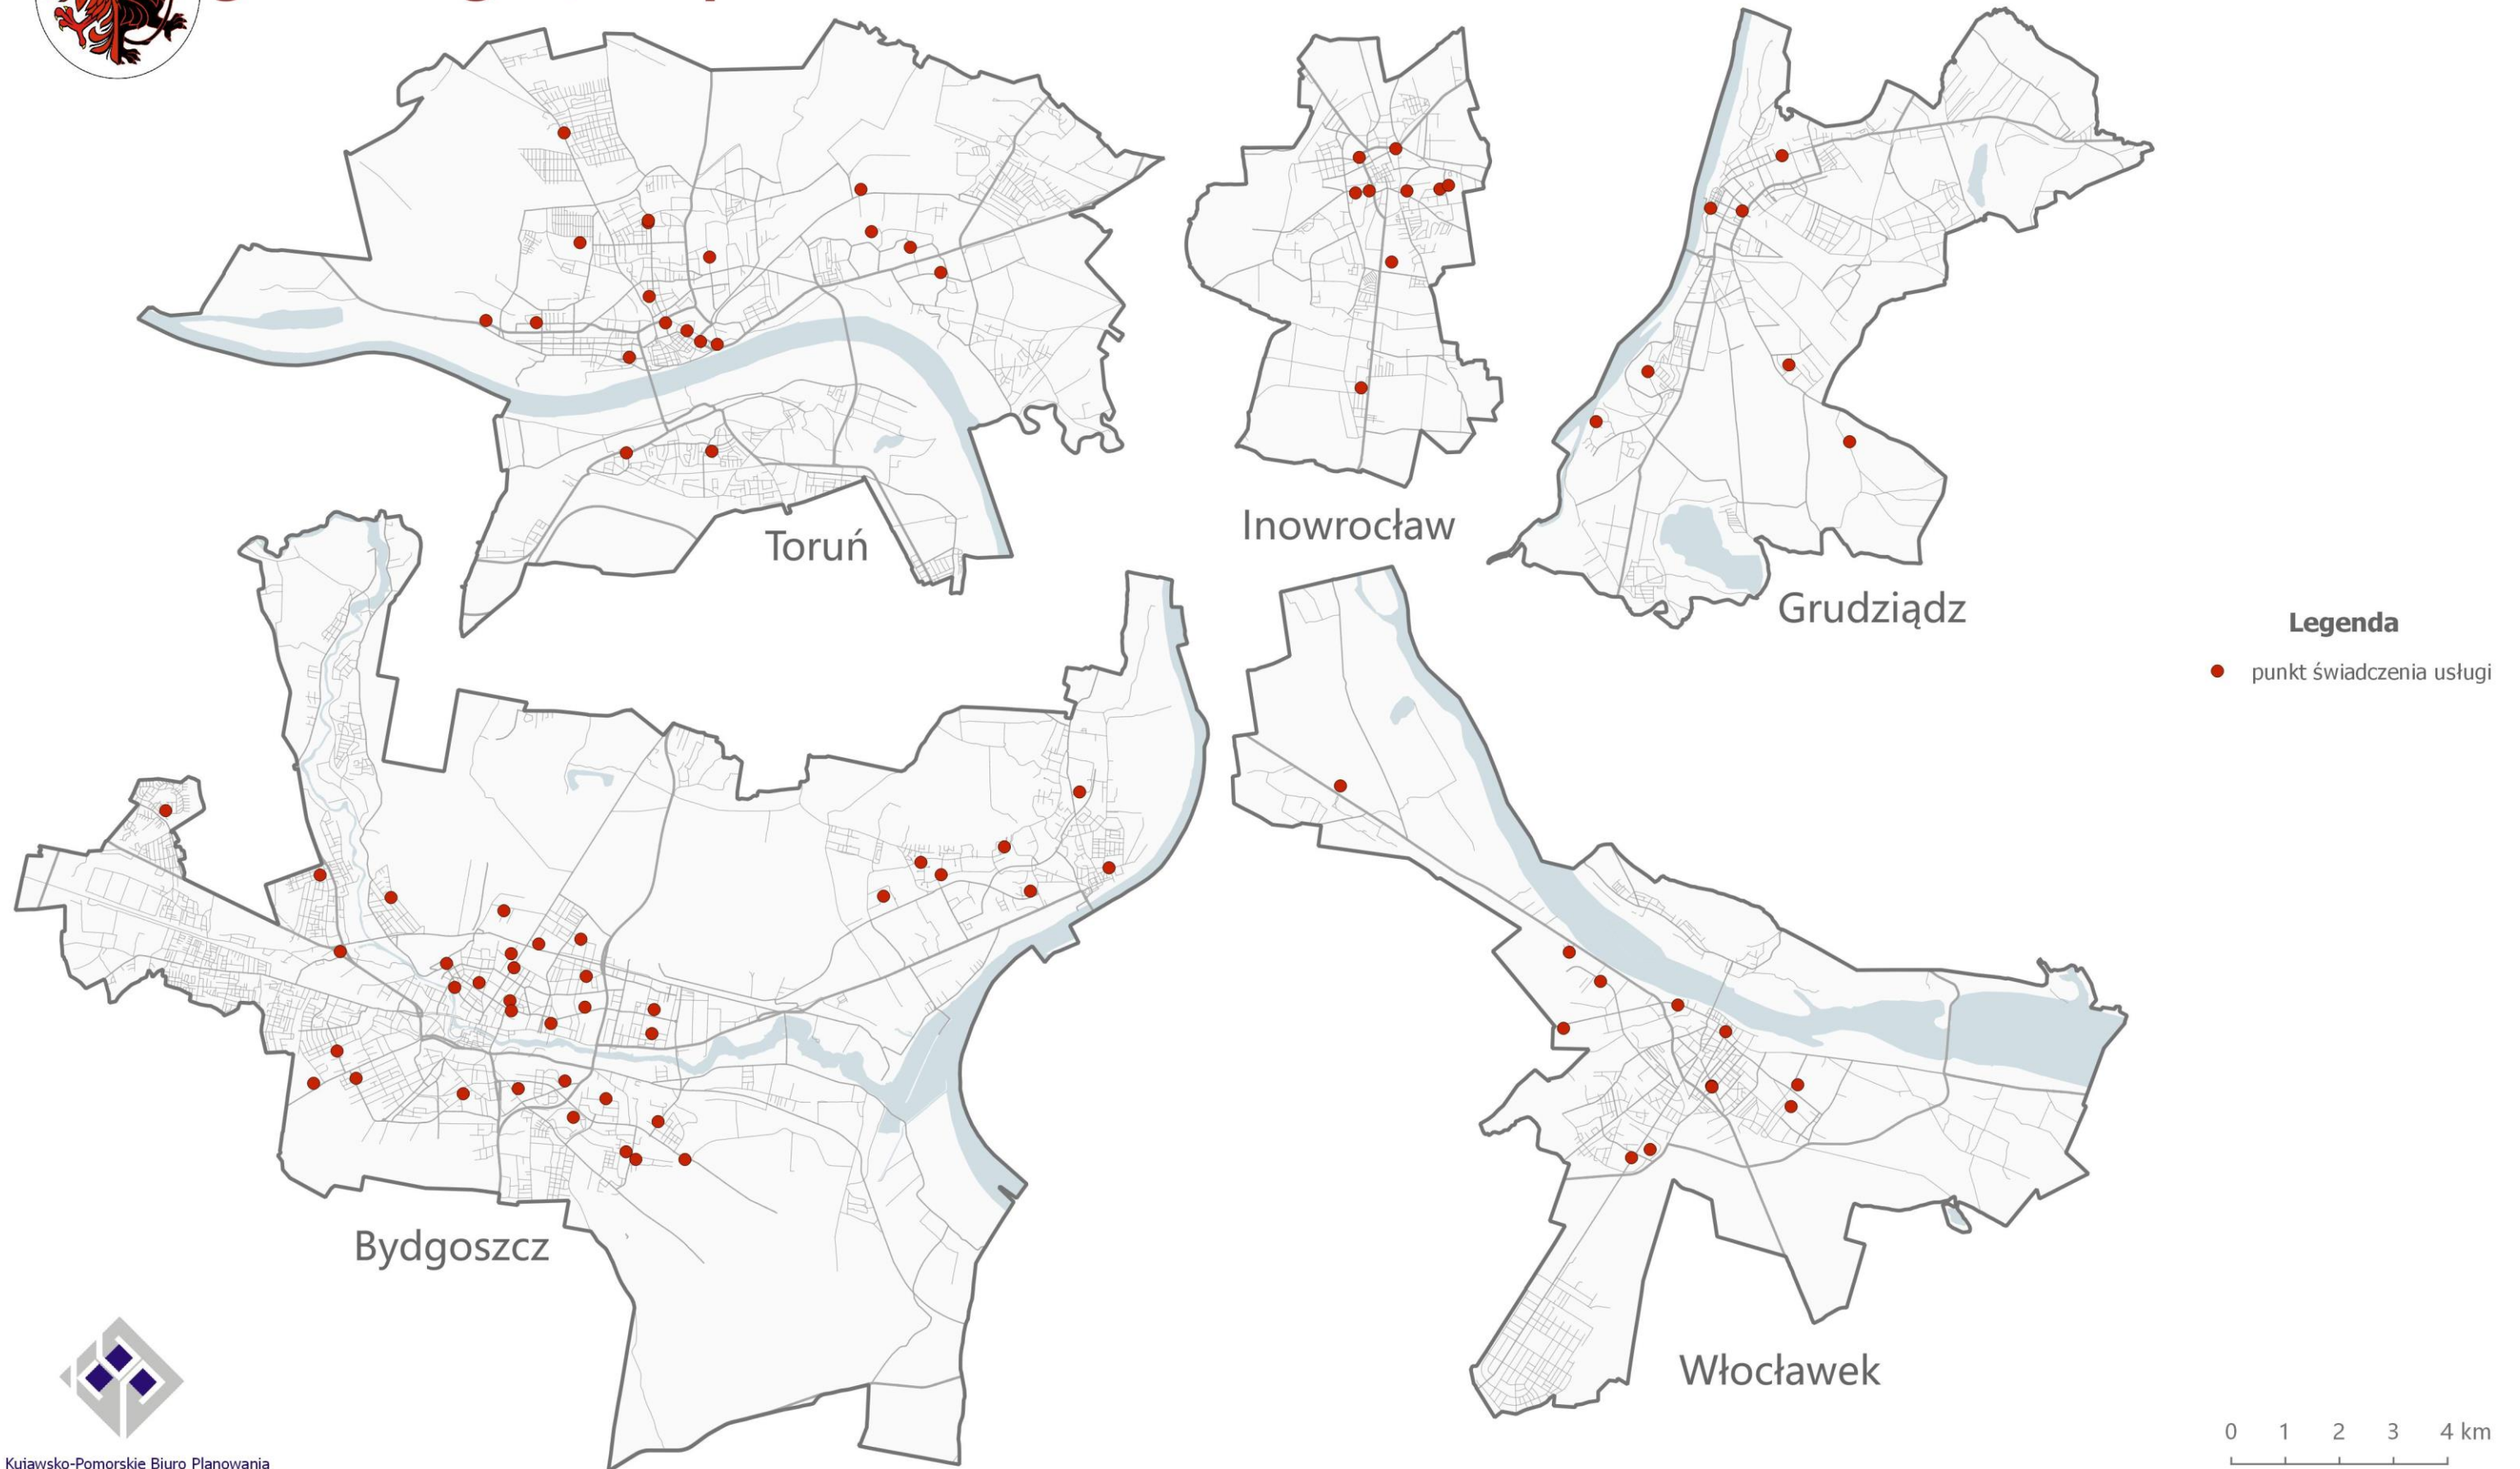 Toruń
Inowrocław
Grudziądz
Legenda
punkt świadczenia usługi
Bydgoszcz
Włocławek
0 1 2 3 4 km
Kujawsko-Pomorskie Biuro Planowania